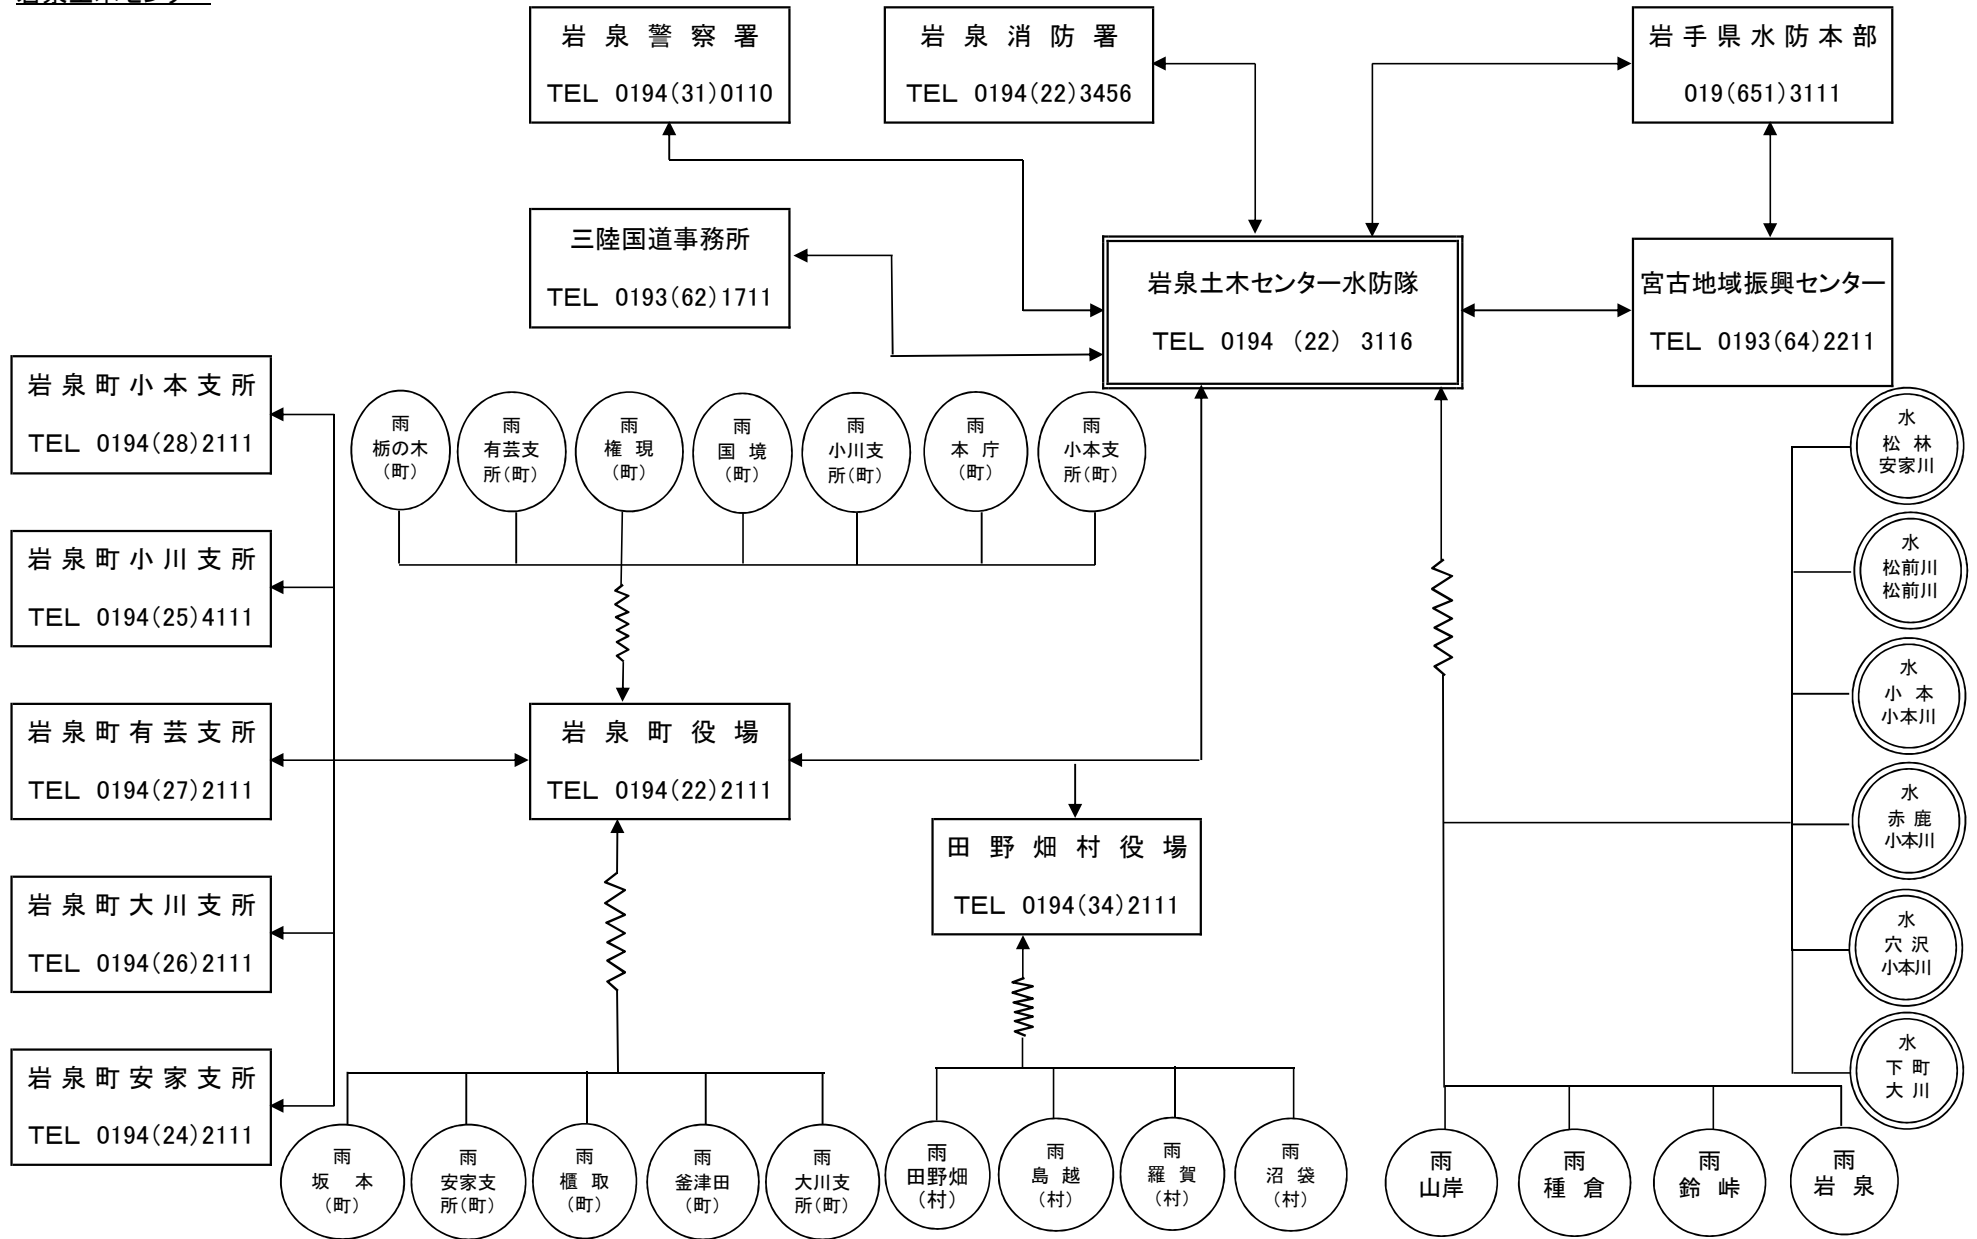 岩泉土木センター
岩泉警察署
TEL 0194(31)0110
岩泉消防署
TEL 0194(22)3456
岩手県水防本部
019(651)3111
三陸国道事務所
TEL 0193(62)1711
岩泉土木センター水防隊
TEL 0194 (22) 3116
宮古地域振興センター
TEL 0193(64)2211
岩泉町小本支所
TEL 0194(28)2111
雨
栃の木
(町)
雨
有芸支
所(町)
雨
権現
(町)
雨
国境
(町)
雨
小川支
所(町)
雨
本庁
(町)
雨
小本支
所(町)
水
松林
安家川
岩泉町小川支所
TEL 0194(25)4111
水
松前川
松前川
水
小本
小本川
岩泉町有芸支所
TEL 0194(27)2111
岩泉町役場
TEL 0194(22)2111
水
赤鹿
小本川
田野畑村役場
TEL 0194(34)2111
岩泉町大川支所
TEL 0194(26)2111
水
穴沢
小本川
水
下町
大川
岩泉町安家支所
TEL 0194(24)2111
雨
坂本
(町)
雨
安家支
所(町)
雨
櫃取
(町)
雨
釜津田
(町)
雨
大川支
所(町)
雨
田野畑
(村)
雨
島越
(村)
雨
羅賀
(村)
雨
沼袋
(村)
雨
山岸
雨
種倉
雨
鈴峠
雨
岩泉